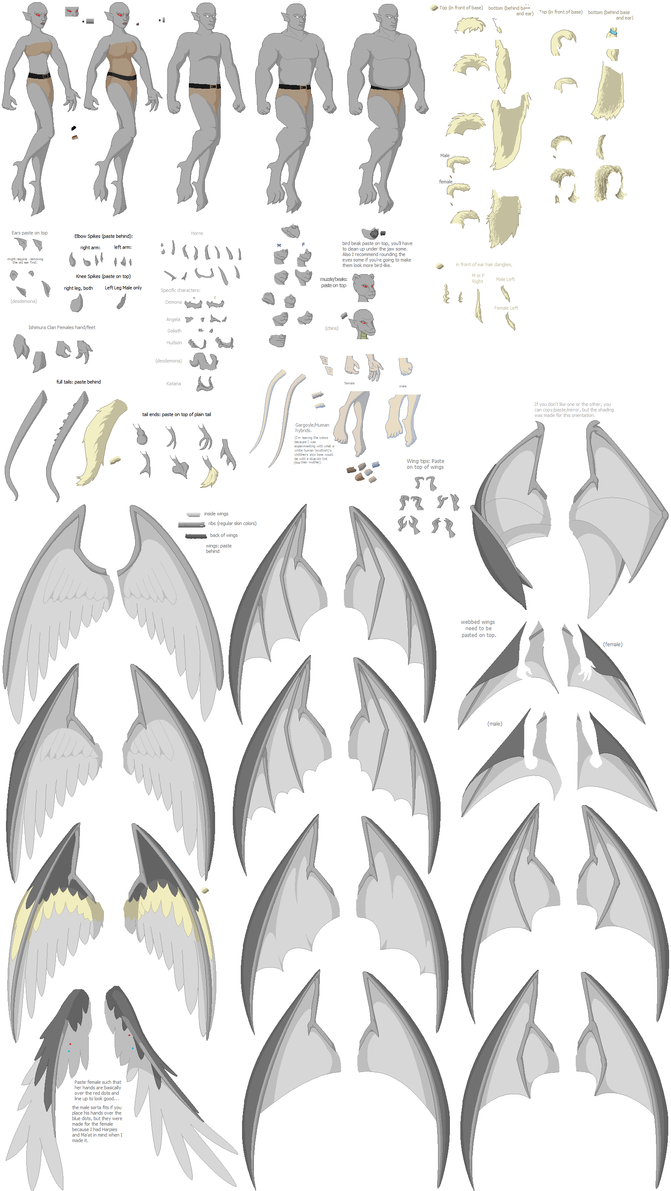 Top (in front of base)
bottom (behind base
and ear)
*Top (in front of base)
bottom (behind base
and ear)
Male
Female
Ears paste on top
Elbow Spikes (paste behind):
right arm:
left arm:
Horns
Knee Spikes (paste on top)
right leg, both
Left Leg Male only
(desdemona)
Specific characters:
Demona
Angela
Goliath
Hudson
(desdemona)
Katana
M
F
bird beak paste on top, you'll have
to clean up under the jaw some.
Also I recommend rounding the
eyes some if you're going to make
them look more bird-like.
muzzle/beaks:
paste on top
(chins)
in front of ear hair dangles.
M or F
Right
Male Left
Female Left
Ishimura Clan Females hand/feet
full tails: paste behind
tail ends: paste on top of plain tail
Gargoyle/Human
hybrids.
female
male
If you don't like one or the other, you
can copy/paste/mirror, but the shading
was made for this orientation.
Wing tips: Paste
on top of wings
inside wings
ribs (regular skin colors)
back of wings
wings: paste
behind
webbed wings
need to be
pasted on top.
(female)
(male)
Paste female such that
her hands are basically
over the red dots and
line up to look good...
the male sorta fits if you
place his hands over the
blue dots, but they were
made for the female
because I had Harpies
and Ma'at in mind when I
made it.